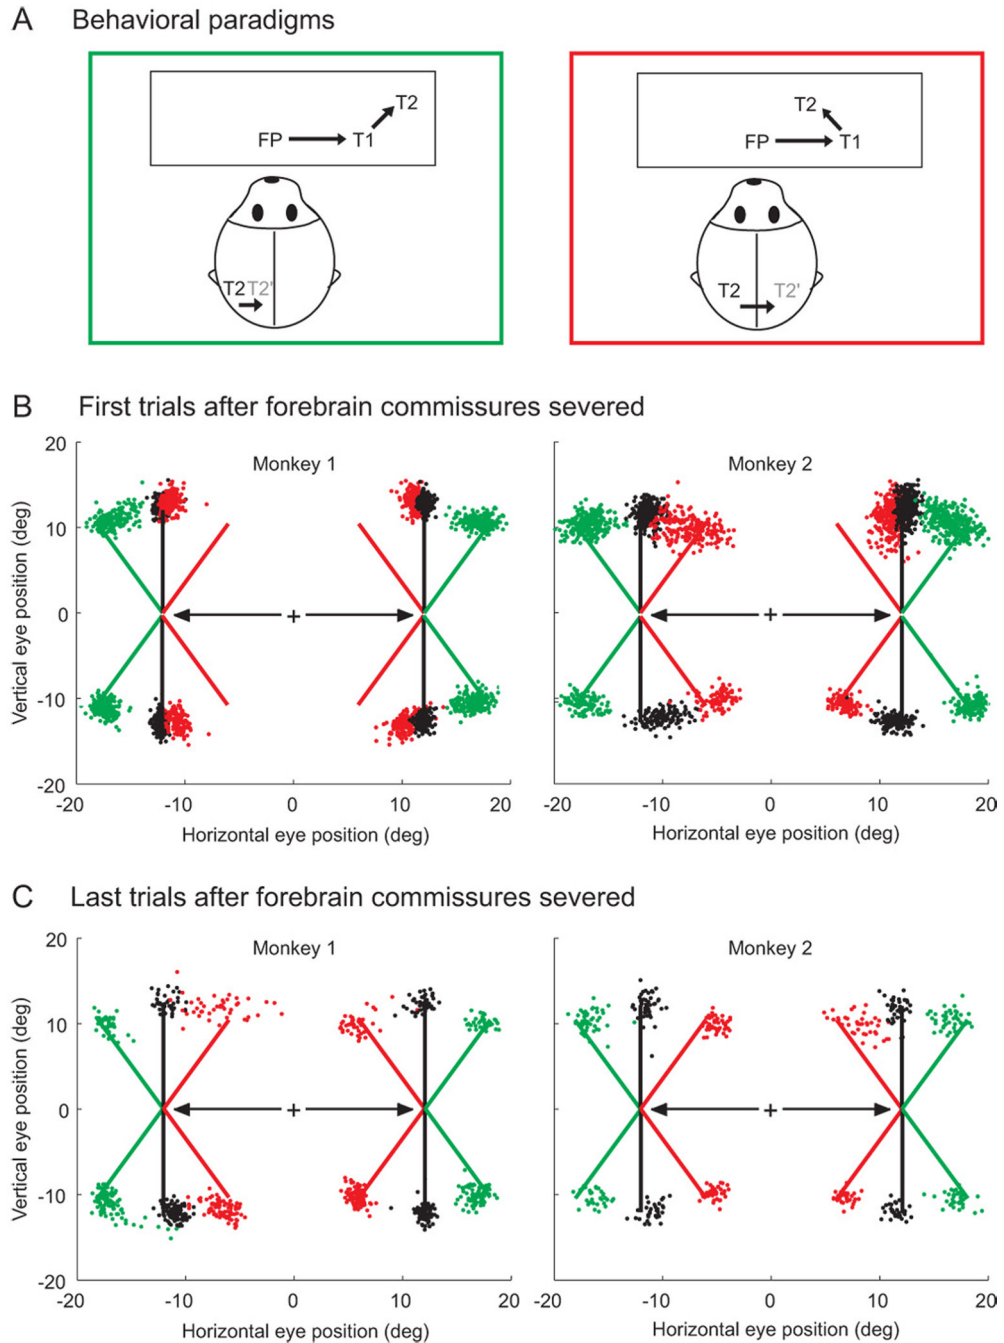 A Behavioral paradigms
T2
FP T1
T2 T2'
T2
FP T1
T2 T2'
B First trials after forebrain commissures severed
Monkey 1
Monkey 2
Vertical eye position (deg)
20
10
0
-10
-20
-20 -10 0 10 20
-20 -10 0 10 20
Horizontal eye position (deg)
Horizontal eye position (deg)
C Last trials after forebrain commissures severed
Monkey 1
Monkey 2
Vertical eye position (deg)
20
10
0
-10
-20
-20 -10 0 10 20
-20 -10 0 10 20
Horizontal eye position (deg)
Horizontal eye position (deg)